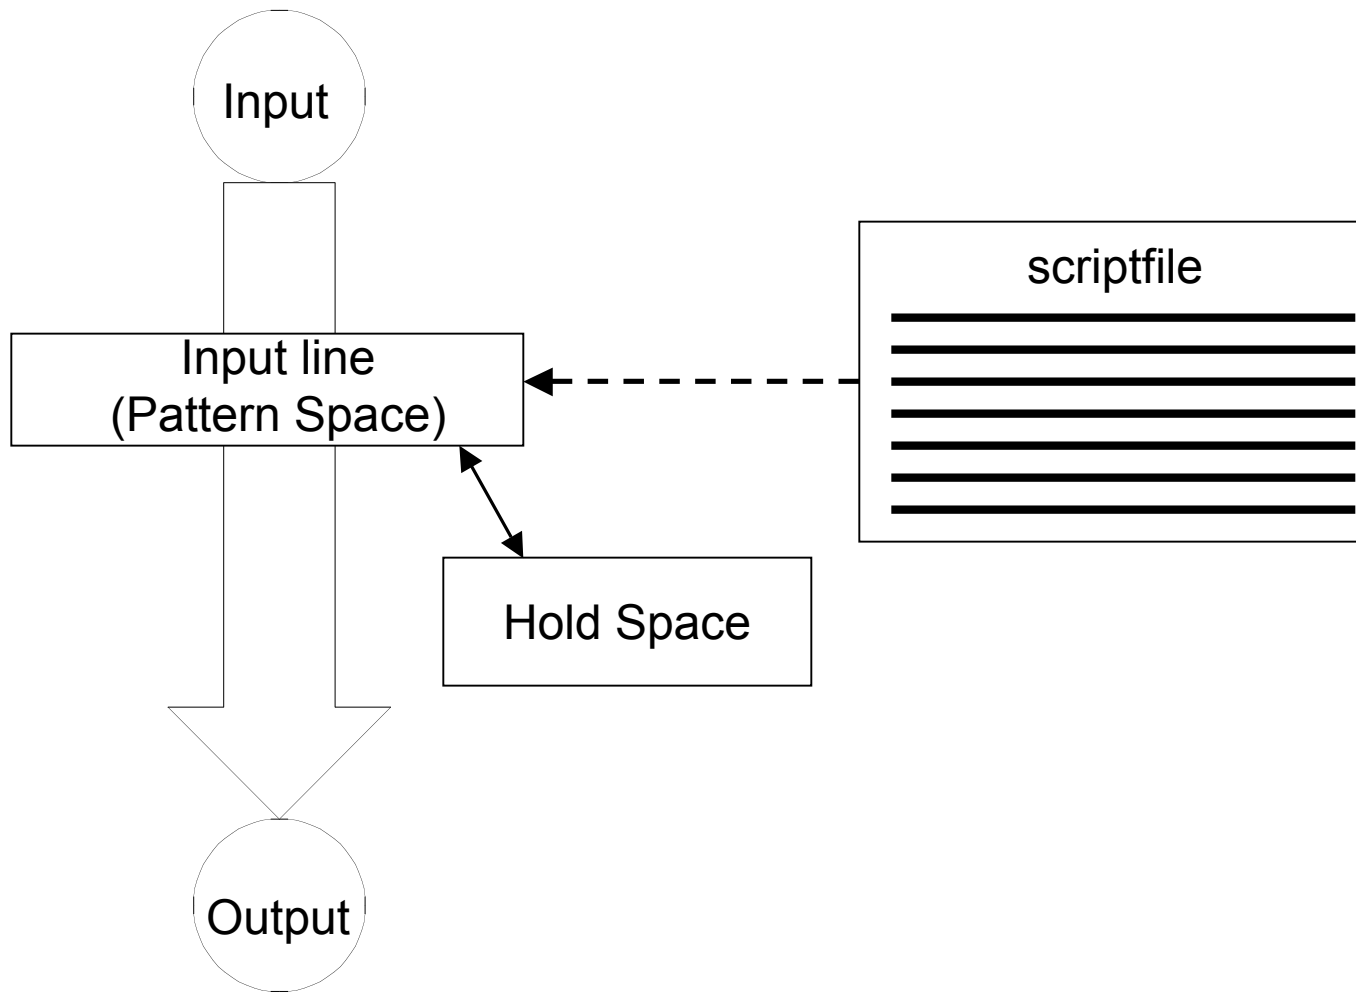 Input
scriptfile
Input line
(Pattern Space)
Hold Space
Output